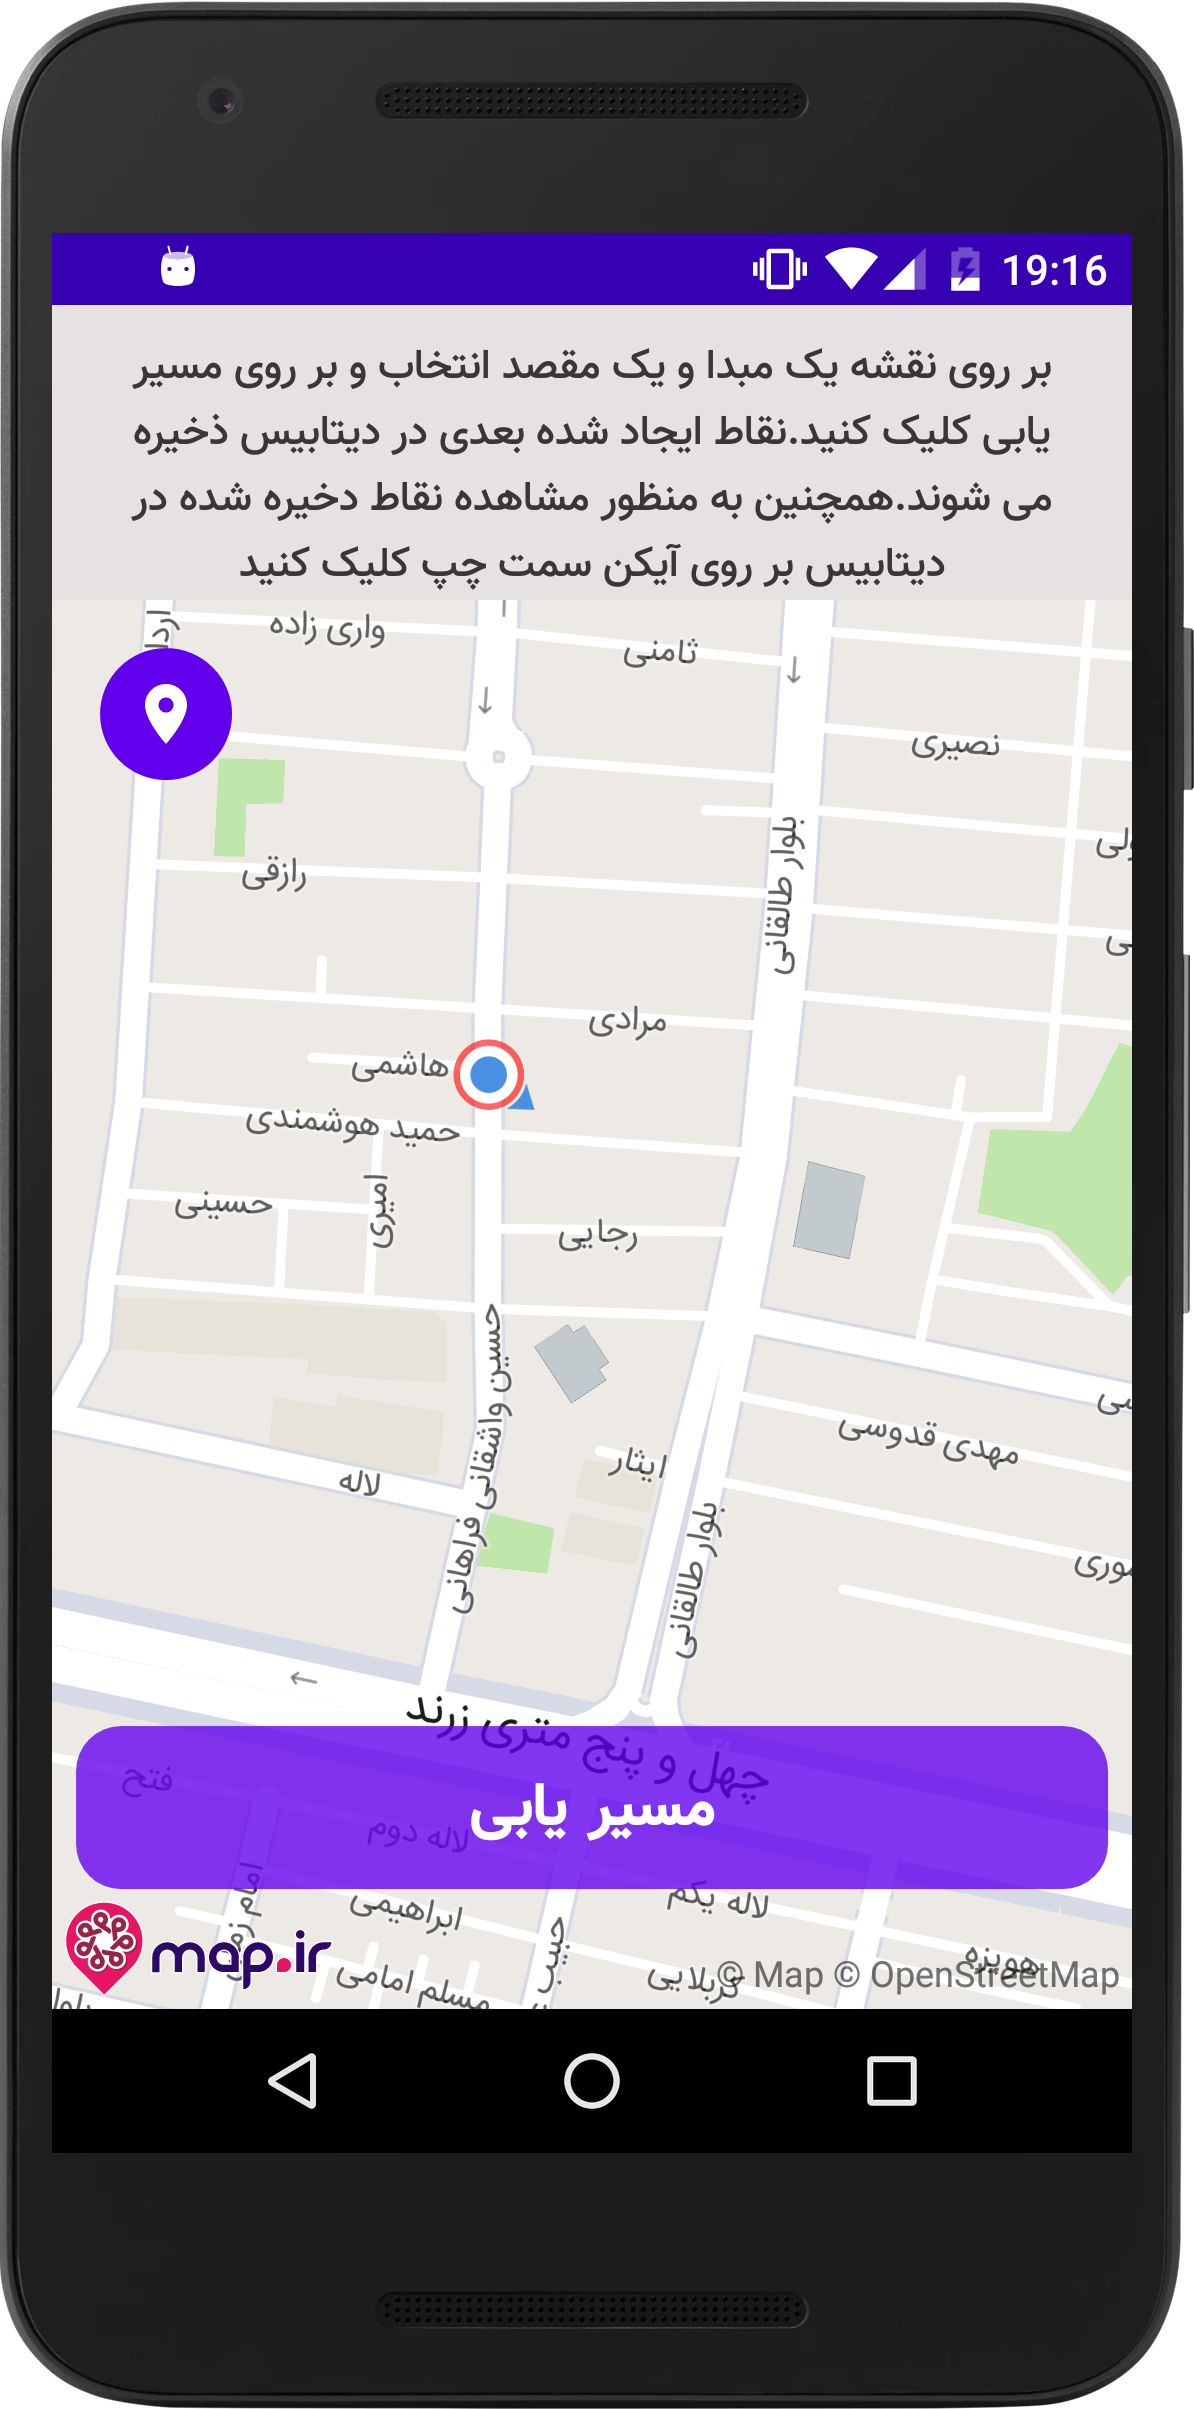 19:16
بر روی نقشه یک مبدا و یک مقصد انتخاب و بر روی مسیر
یابی کلیک کنید.نقاط ایجاد شده بعدی در دیتابیس ذخیره
می شوند.همچنین به منظور مشاهده نقاط دخیره شده در
دیتابیس بر روی آیکن سمت چپ کلیک کنید
واری زاده
ثامنی
نصیری
بلوار طالقانی
رازقی
مرادی
هاشمی
حمید هوشمندی
حسینی
امیری
رجایی
حسین واشقانی فراهانی
مهدی قدوسی
ایثار
لاله
بلوار طالقانی
چهل و پنج متری زرند
فتح
مسیر یابی
لاله دوم
لاله یکم
ابراهیمی
امام
حبیب
هویزه
کربلایی
مسلم امامی
map.ir
© Map © OpenStreetMap